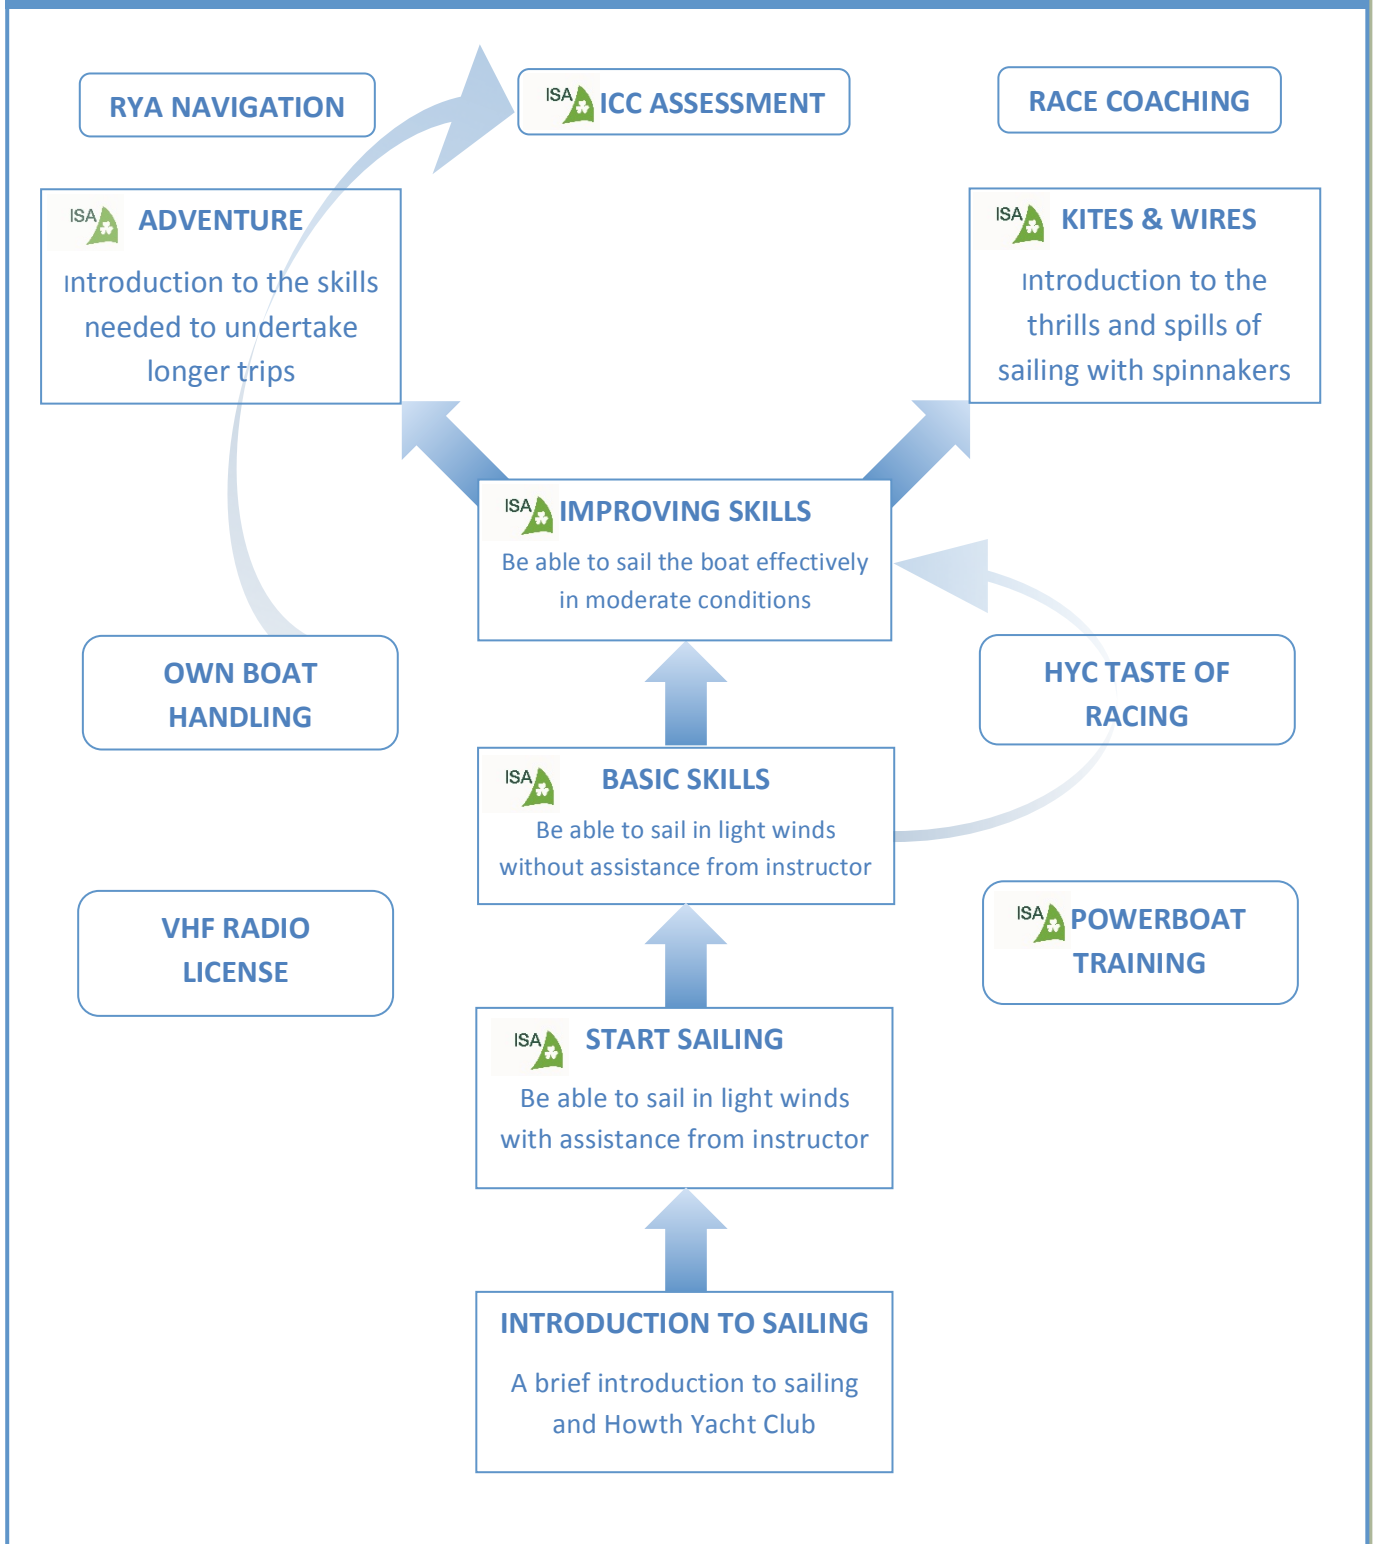 RYA NAVIGATION
ISA ICC ASSESSMENT
RACE COACHING
ISA ADVENTURE
Introduction to the skills
needed to undertake
longer trips
ISA KITES & WIRES
Introduction to the
thrills and spills of
sailing with spinnakers
ISA IMPROVING SKILLS
Be able to sail the boat effectively
in moderate conditions
OWN BOAT
HANDLING
HYC TASTE OF
RACING
ISA BASIC SKILLS
Be able to sail in light winds
without assistance from instructor
VHF RADIO
LICENSE
ISA POWERBOAT
TRAINING
ISA START SAILING
Be able to sail in light winds
with assistance from instructor
INTRODUCTION TO SAILING
A brief introduction to sailing
and Howth Yacht Club